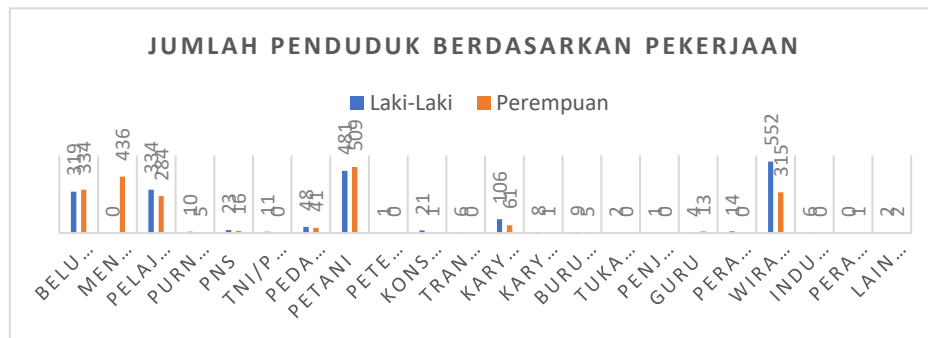 JUMLAH PENDUDUK BERDASARKAN PEKERJAAN
Laki-Laki Perempuan
319 334
0 436
334 284
10 5
23 16
11 0
48 41
481 509
1 0
21 1
6 0
106 61
8 1
9 5
2 0
1 0
4 13
14 0
552 315
6 0
0 1
2 2
BELU...
MEN...
PELAJ...
PURN...
PNS
TNI/P...
PEDA...
PETANI
PETE...
KONS...
TRAN...
KARY...
KARY...
BURU...
TUKA...
PENJ...
GURU
PERA...
WIRA...
INDU...
PERA...
LAIN...